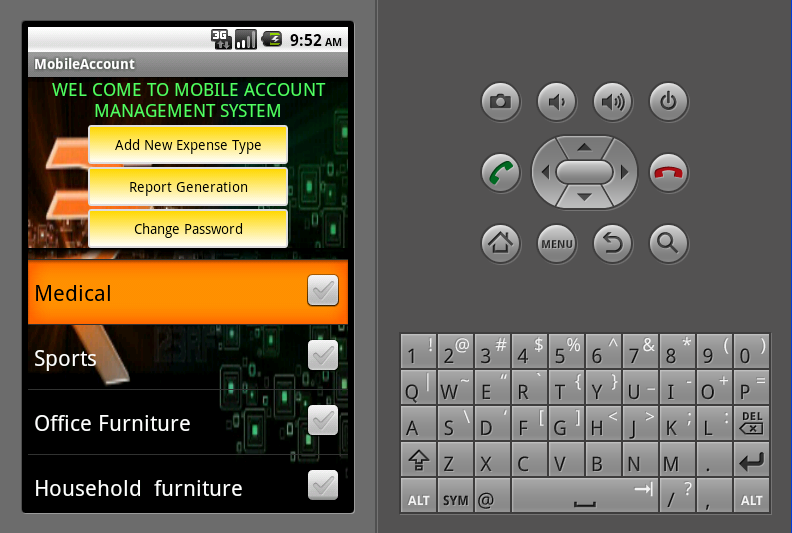 3G 9:52 AM
MobileAccount
WEL COME TO MOBILE ACCOUNT
MANAGEMENT SYSTEM
Add New Expense Type
Report Generation
Change Password
Medical
Sports
Office Furniture
Household furniture
MENU
1 ! 2 @ 3 # 4 $ 5 % 6 ^ 7 & 8 * 9 ( 0 )
Q | W ~ E “ R ` T { Y } U _ I - O + P =
A S \ D ‘ F [ G ] H < J > K ; L : DEL
Z X C V B N M .
ALT SYM @ / ? , ALT